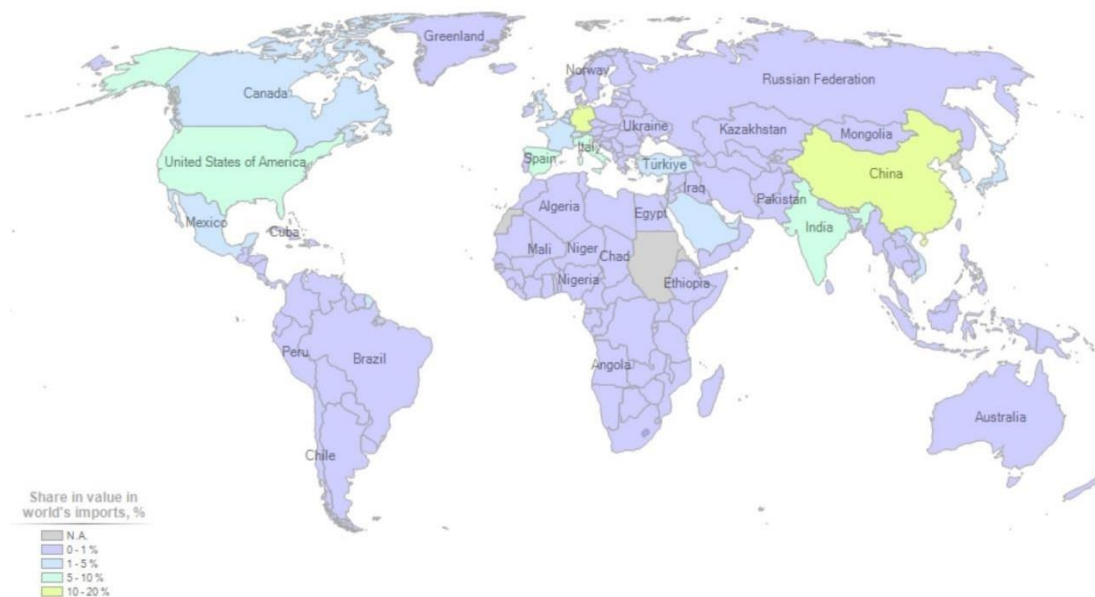 Greenland
Norway
Russian Federation
Canada
Ukraine
Kazakhstan
Mongolia
United States of America
Spain
Italy
Türkiye
China
Iraq
Pakistan
Mexico
Cuba
Algeria
Egypt
India
Mali
Niger
Chad
Nigeria
Ethiopia
Peru
Brazil
Angola
Australia
Chile
Share in value in
world's imports, %
N.A.
0 - 1 %
1 - 5 %
5 - 10 %
10 - 20 %